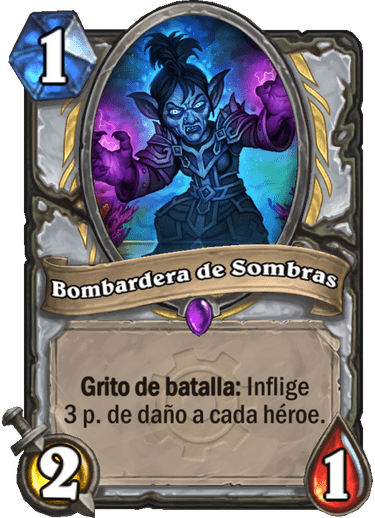 1
Bombardera de Sombras
Grito de batalla: Inflige
3 p. de daño a cada héroe.
2
1